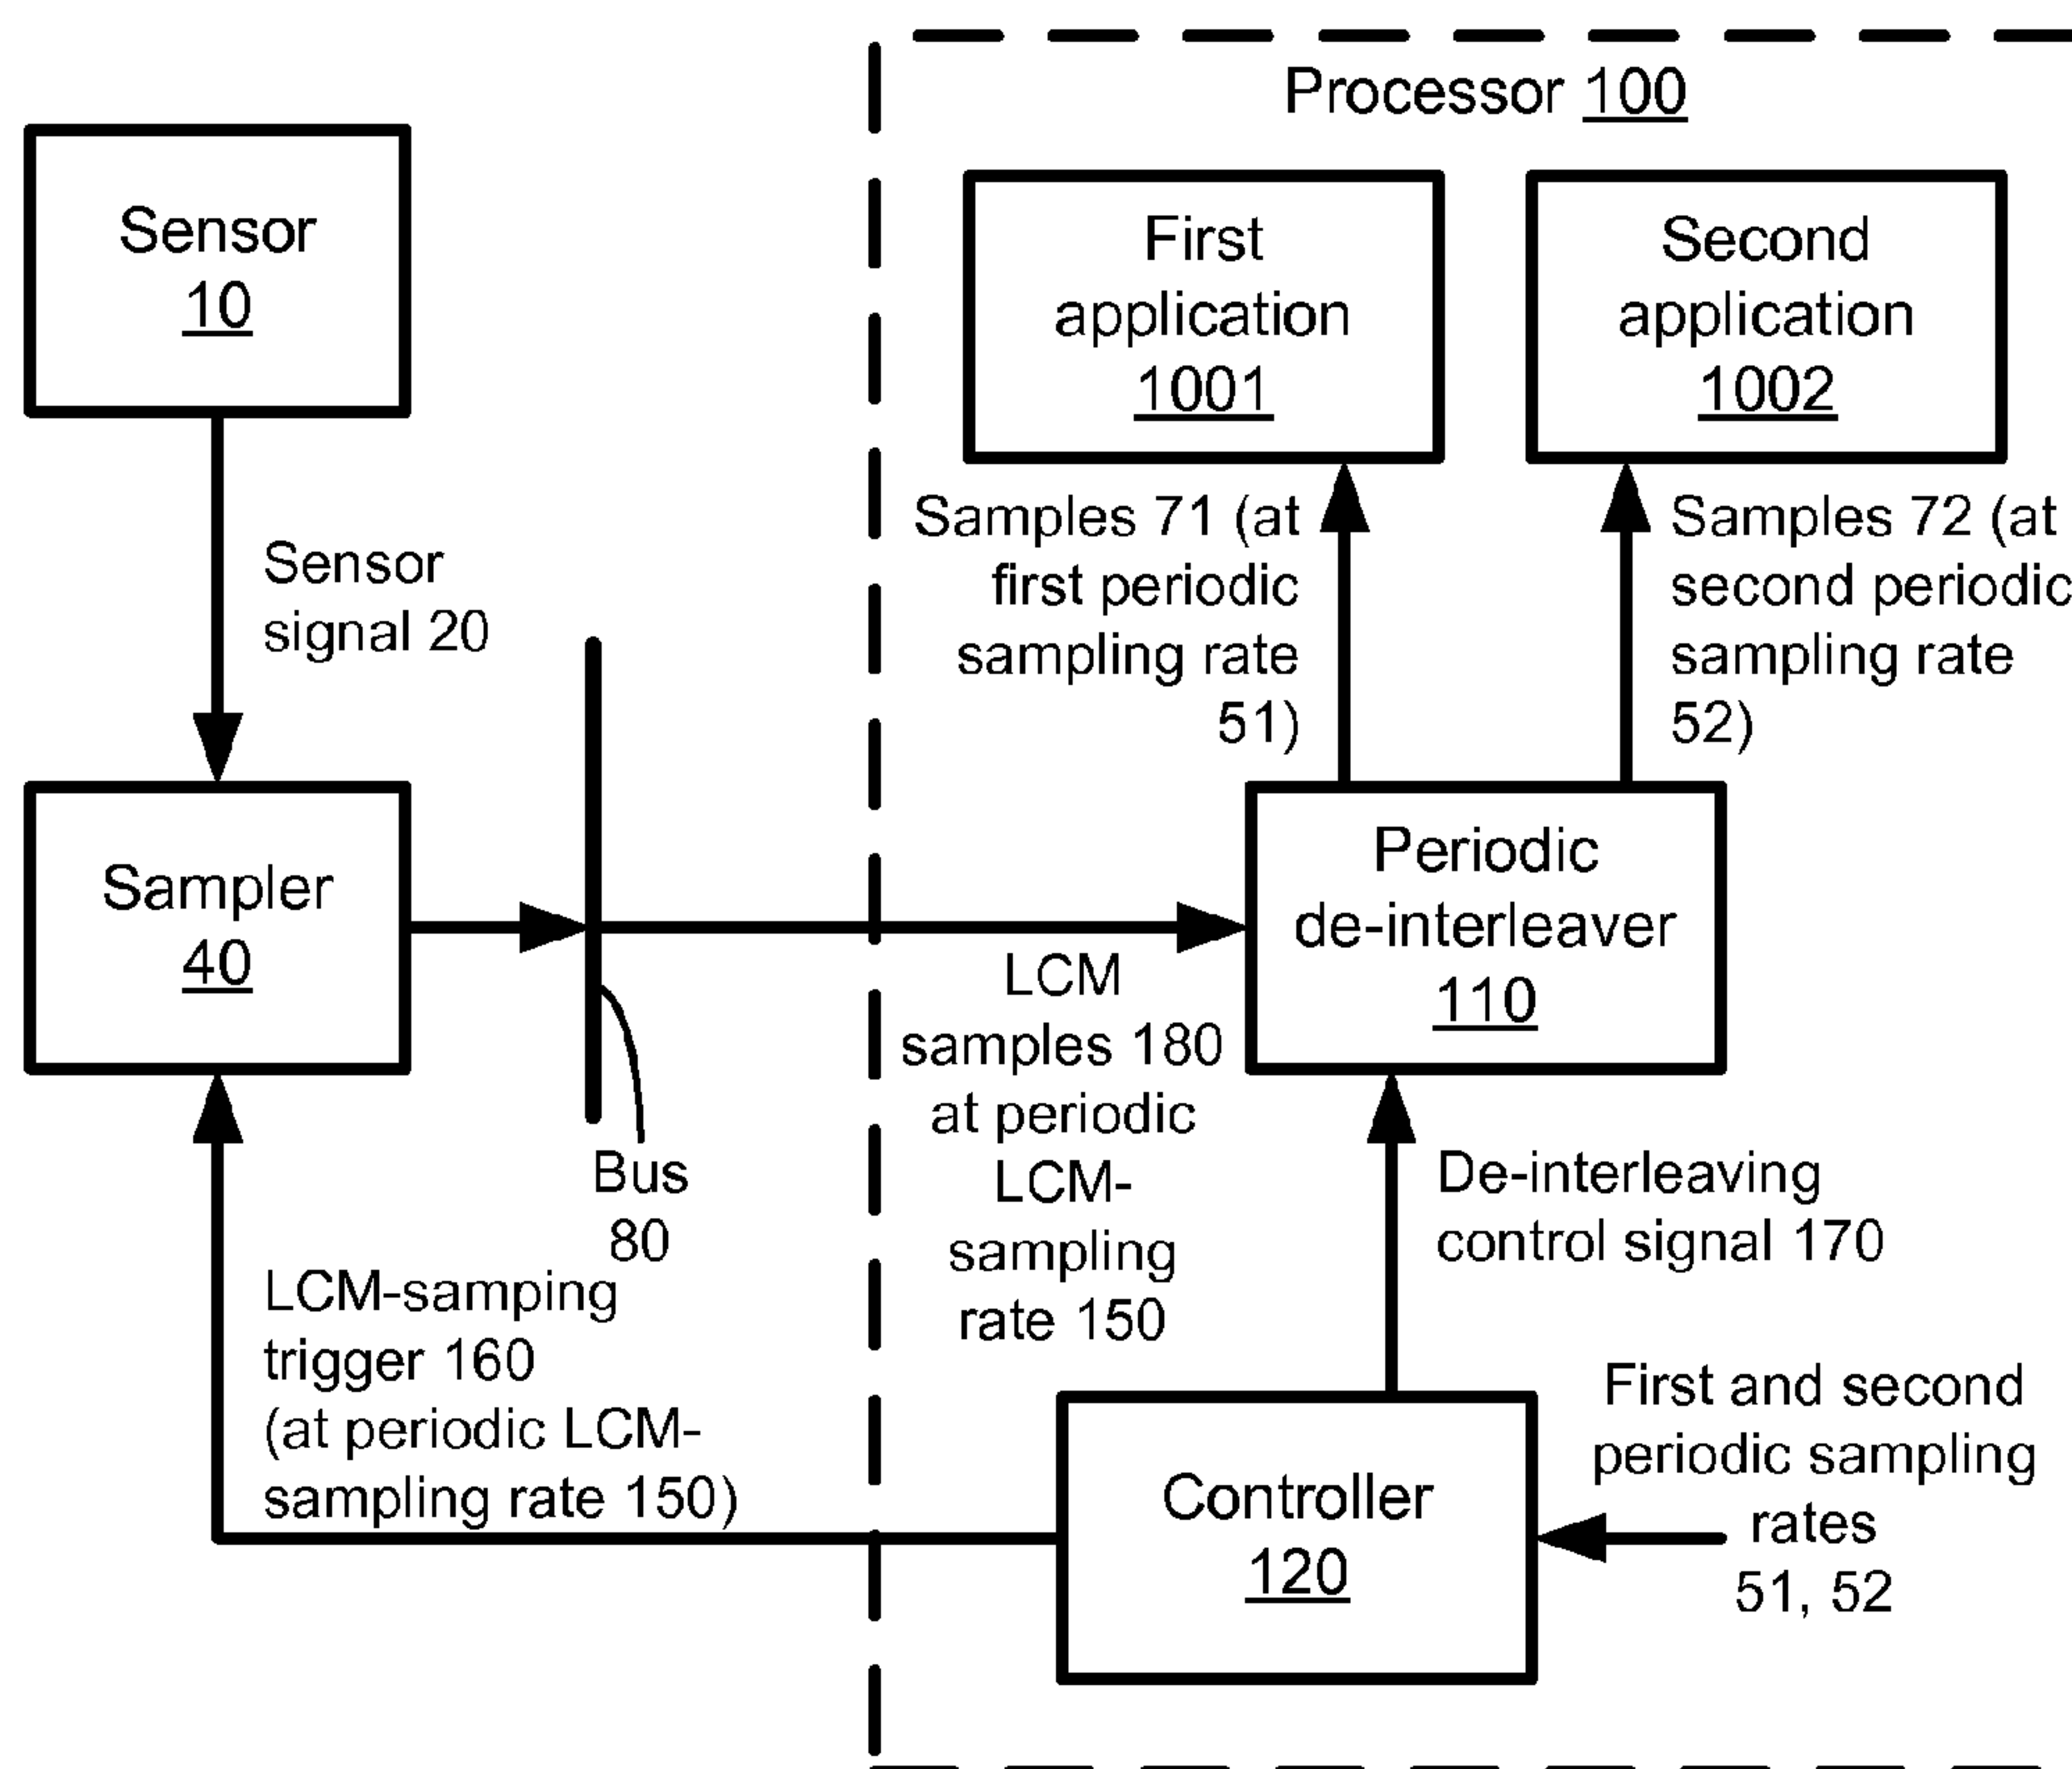 Processor 100
Sensor
10
First
application
1001
Second
application
1002
Sensor
signal 20
Samples 71 (at
first periodic
sampling rate
51)
Samples 72 (at
second periodic
sampling rate
52)
Sampler
40
Periodic
de-interleaver
110
LCM
samples 180
at periodic
LCM-
sampling
rate 150
Bus
80
De-interleaving
control signal 170
LCM-samping
trigger 160
(at periodic LCM-
sampling rate 150)
Controller
120
First and second
periodic sampling
rates
51, 52